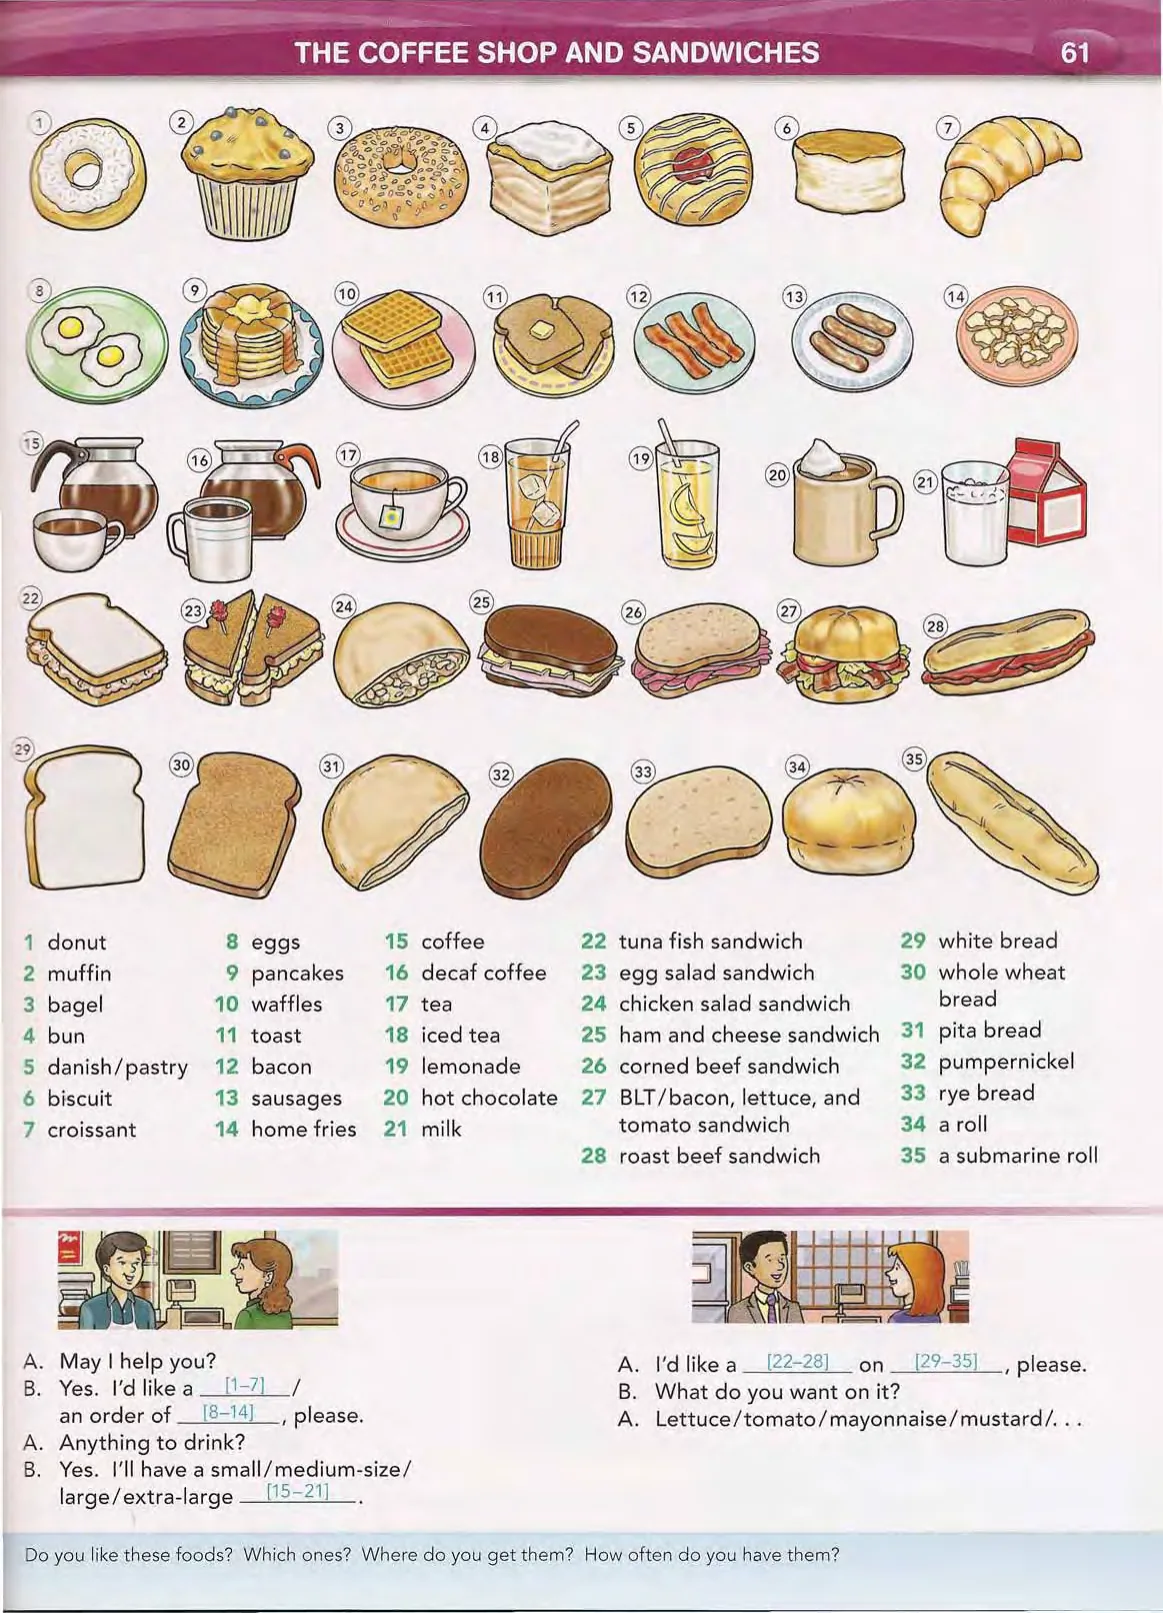 THE COFFEE SHOP AND SANDWICHES 61
1 2 3 4 5 6 7
8 9 10 11 12 13 14
15 16 17 18 19 20 21
22 23 24 25 26 27 28
29 30 31 32 33 34 35
1 donut
2 muffin
3 bagel
4 bun
5 danish/pastry
6 biscuit
7 croissant
8 eggs
9 pancakes
10 waffles
11 toast
12 bacon
13 sausages
14 home fries
15 coffee
16 decaf coffee
17 tea
18 iced tea
19 lemonade
20 hot chocolate
21 milk
22 tuna fish sandwich
23 egg salad sandwich
24 chicken salad sandwich
25 ham and cheese sandwich
26 corned beef sandwich
27 BLT/bacon, lettuce, and
tomato sandwich
28 roast beef sandwich
29 white bread
30 whole wheat
bread
31 pita bread
32 pumpernickel
33 rye bread
34 a roll
35 a submarine roll
A. May I help you?
B. Yes. I'd like a [1–7] /
an order of [8–14] , please.
A. Anything to drink?
B. Yes. I'll have a small/medium-size/
large/extra-large [15–21] .
A. I'd like a [22–28] on [29–35] , please.
B. What do you want on it?
A. Lettuce/tomato/mayonnaise/mustard/. . .
Do you like these foods? Which ones? Where do you get them? How often do you have them?